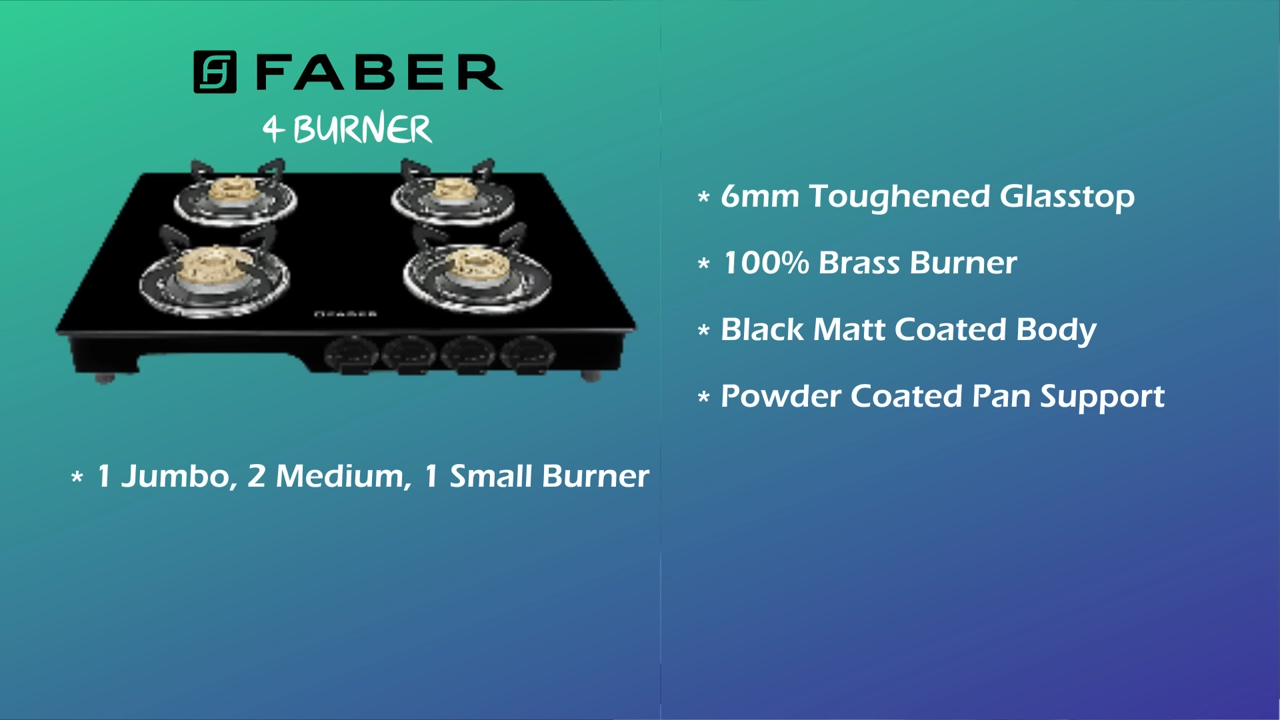 FABER
4 BURNER
FABER
* 1 Jumbo, 2 Medium, 1 Small Burner
* 6mm Toughened Glasstop
* 100% Brass Burner
* Black Matt Coated Body
* Powder Coated Pan Support